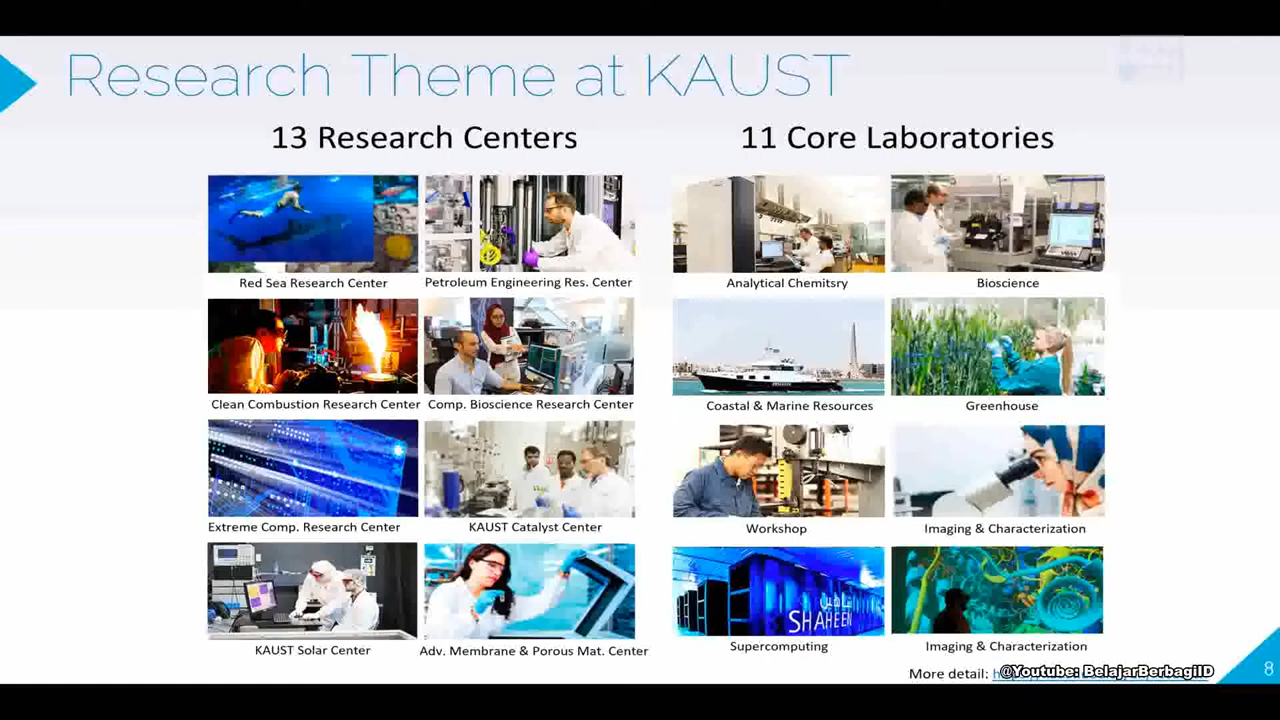 Research Theme at KAUST
13 Research Centers
11 Core Laboratories
Red Sea Research Center
Petroleum Engineering Res. Center
Analytical Chemitsry
Bioscience
Clean Combustion Research Center
Comp. Bioscience Research Center
Coastal & Marine Resources
Greenhouse
Extreme Comp. Research Center
KAUST Catalyst Center
Workshop
Imaging & Characterization
شاهين
SHAHEEN
KAUST Solar Center
Adv. Membrane & Porous Mat. Center
Supercomputing
Imaging & Characterization
More detail:
@Youtube: BelajarBerbagiID
8